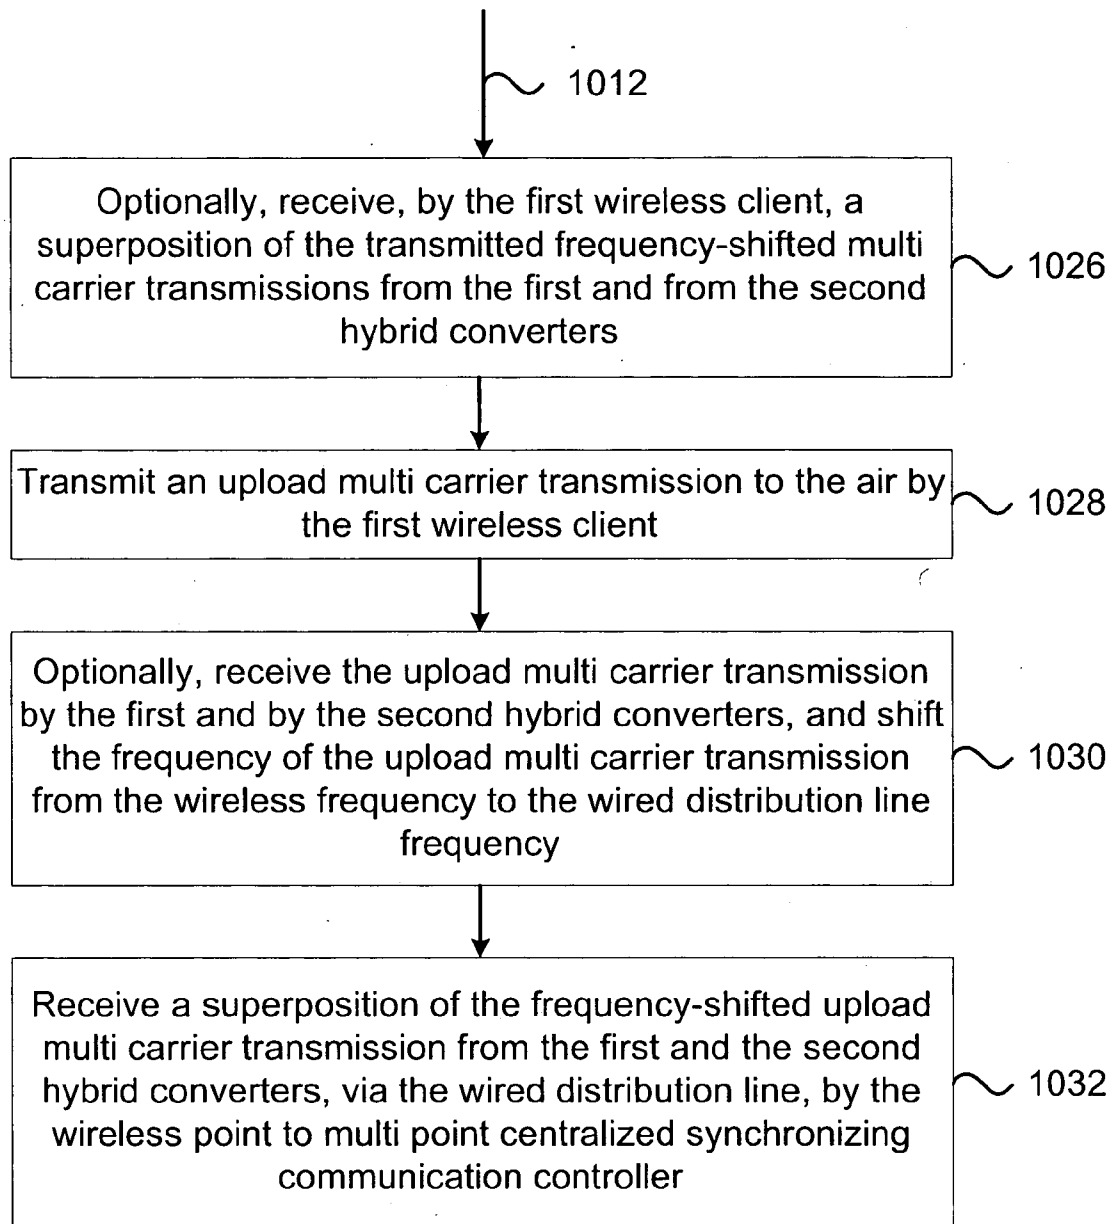 1012
Optionally, receive, by the first wireless client, a
superposition of the transmitted frequency-shifted multi
carrier transmissions from the first and from the second
hybrid converters
1026
Transmit an upload multi carrier transmission to the air by
the first wireless client
1028
Optionally, receive the upload multi carrier transmission
by the first and by the second hybrid converters, and shift
the frequency of the upload multi carrier transmission
from the wireless frequency to the wired distribution line
frequency
1030
Receive a superposition of the frequency-shifted upload
multi carrier transmission from the first and the second
hybrid converters, via the wired distribution line, by the
wireless point to multi point centralized synchronizing
communication controller
1032